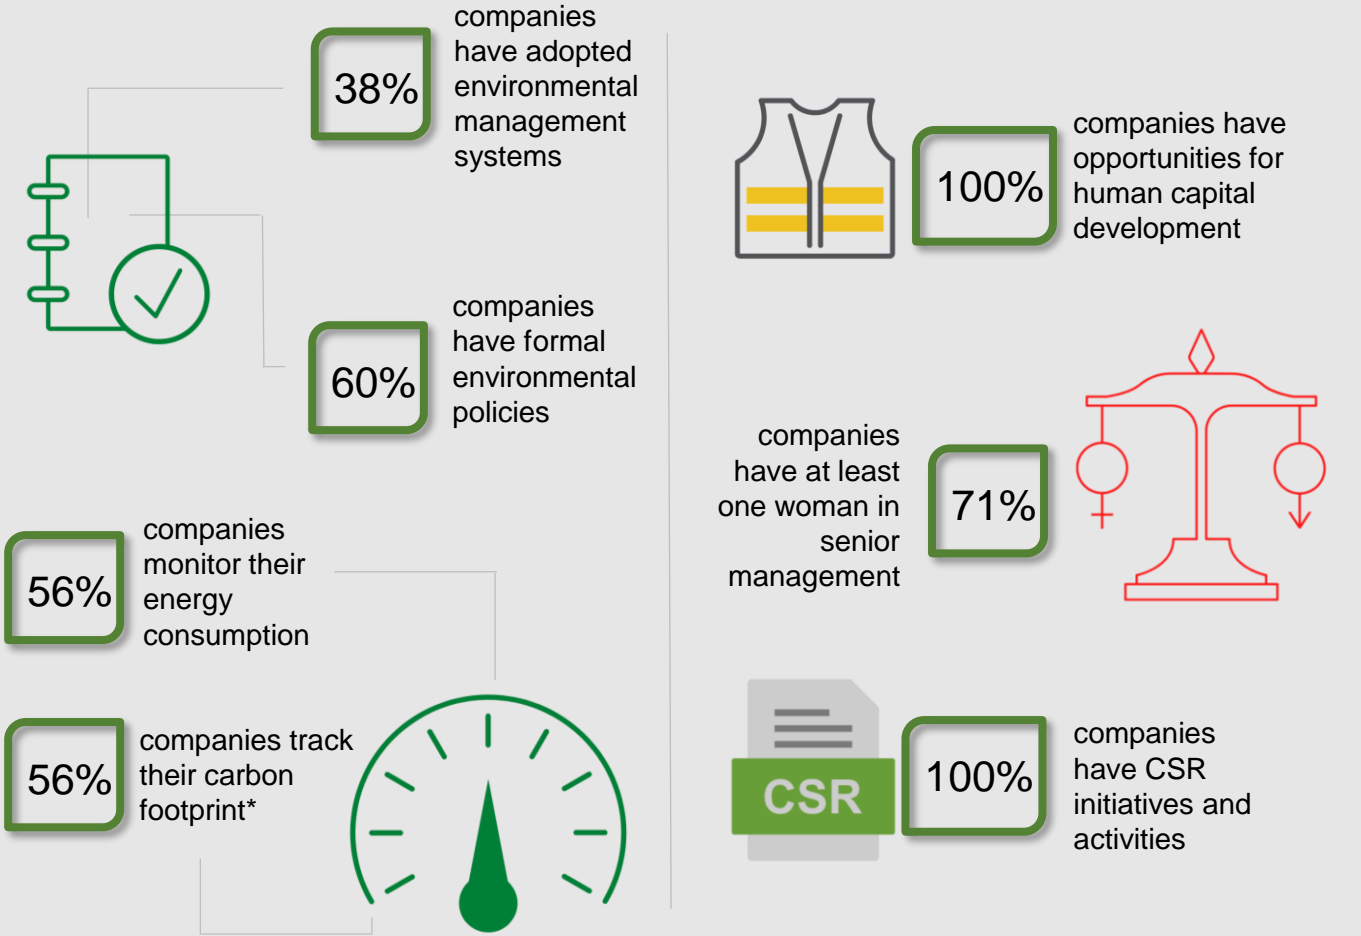 38%
companies
have adopted
environmental
management
systems
60%
companies
have formal
environmental
policies
56%
companies
monitor their
energy
consumption
56%
companies track
their carbon
footprint*
100%
companies have
opportunities for
human capital
development
companies
have at least
one woman in
senior
management
71%
CSR
100%
companies
have CSR
initiatives and
activities